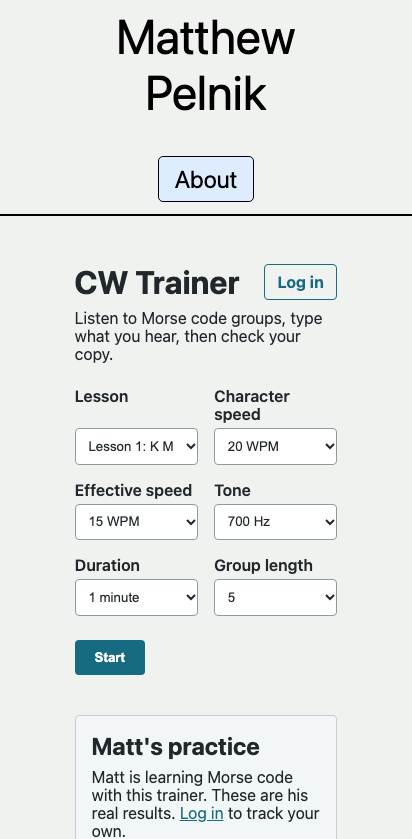 Matthew
Pelnik
About
CW Trainer
Log in
Listen to Morse code groups, type
what you hear, then check your
copy.
Lesson
Character
speed
Lesson 1: K M
20 WPM
Effective speed
Tone
15 WPM
700 Hz
Duration
Group length
1 minute
5
Start
Matt's practice
Matt is learning Morse code
with this trainer. These are his
real results. Log in to track your
own.